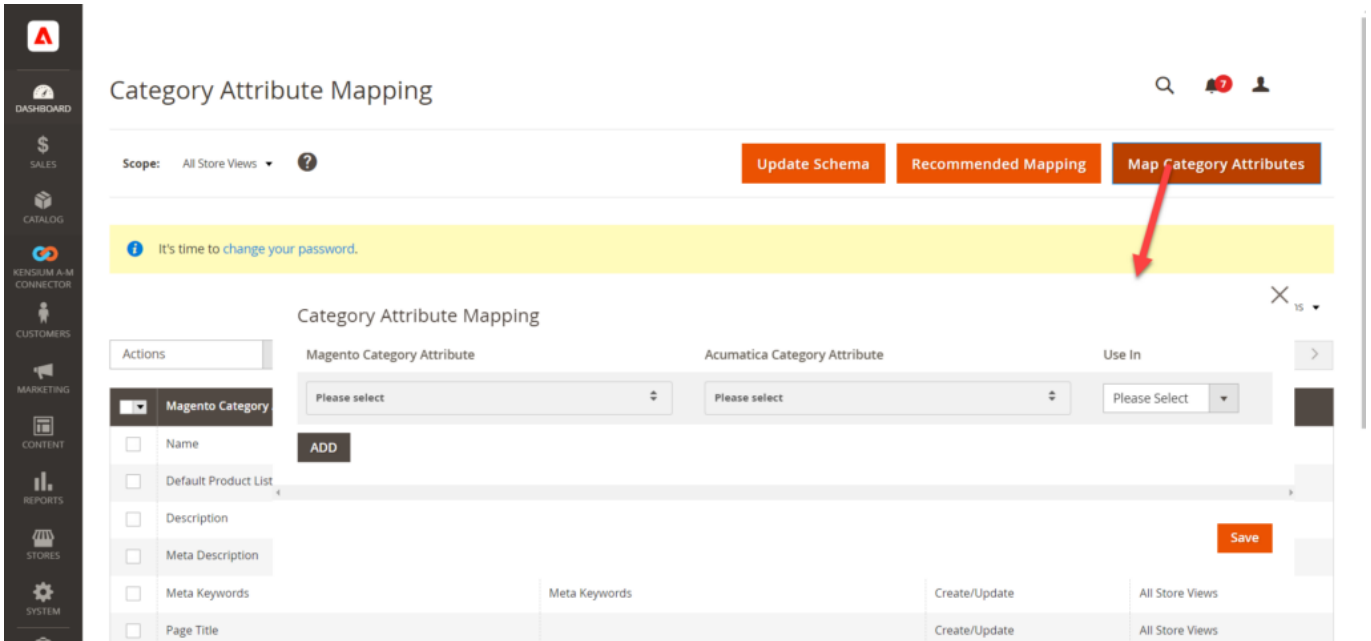 DASHBOARD
SALES
CATALOG
KENSIUM A-M
CONNECTOR
CUSTOMERS
MARKETING
CONTENT
REPORTS
STORES
SYSTEM
Category Attribute Mapping
7
Scope: All Store Views ?
Update Schema Recommended Mapping Map Category Attributes
It's time to change your password.
Category Attribute Mapping
Actions
Magento Category Attribute Acumatica Category Attribute Use In
Please select Please select Please Select
Magento Category
ADD
Name
Default Product List
Description
Save
Meta Description
Meta Keywords Meta Keywords Create/Update All Store Views
Page Title Create/Update All Store Views